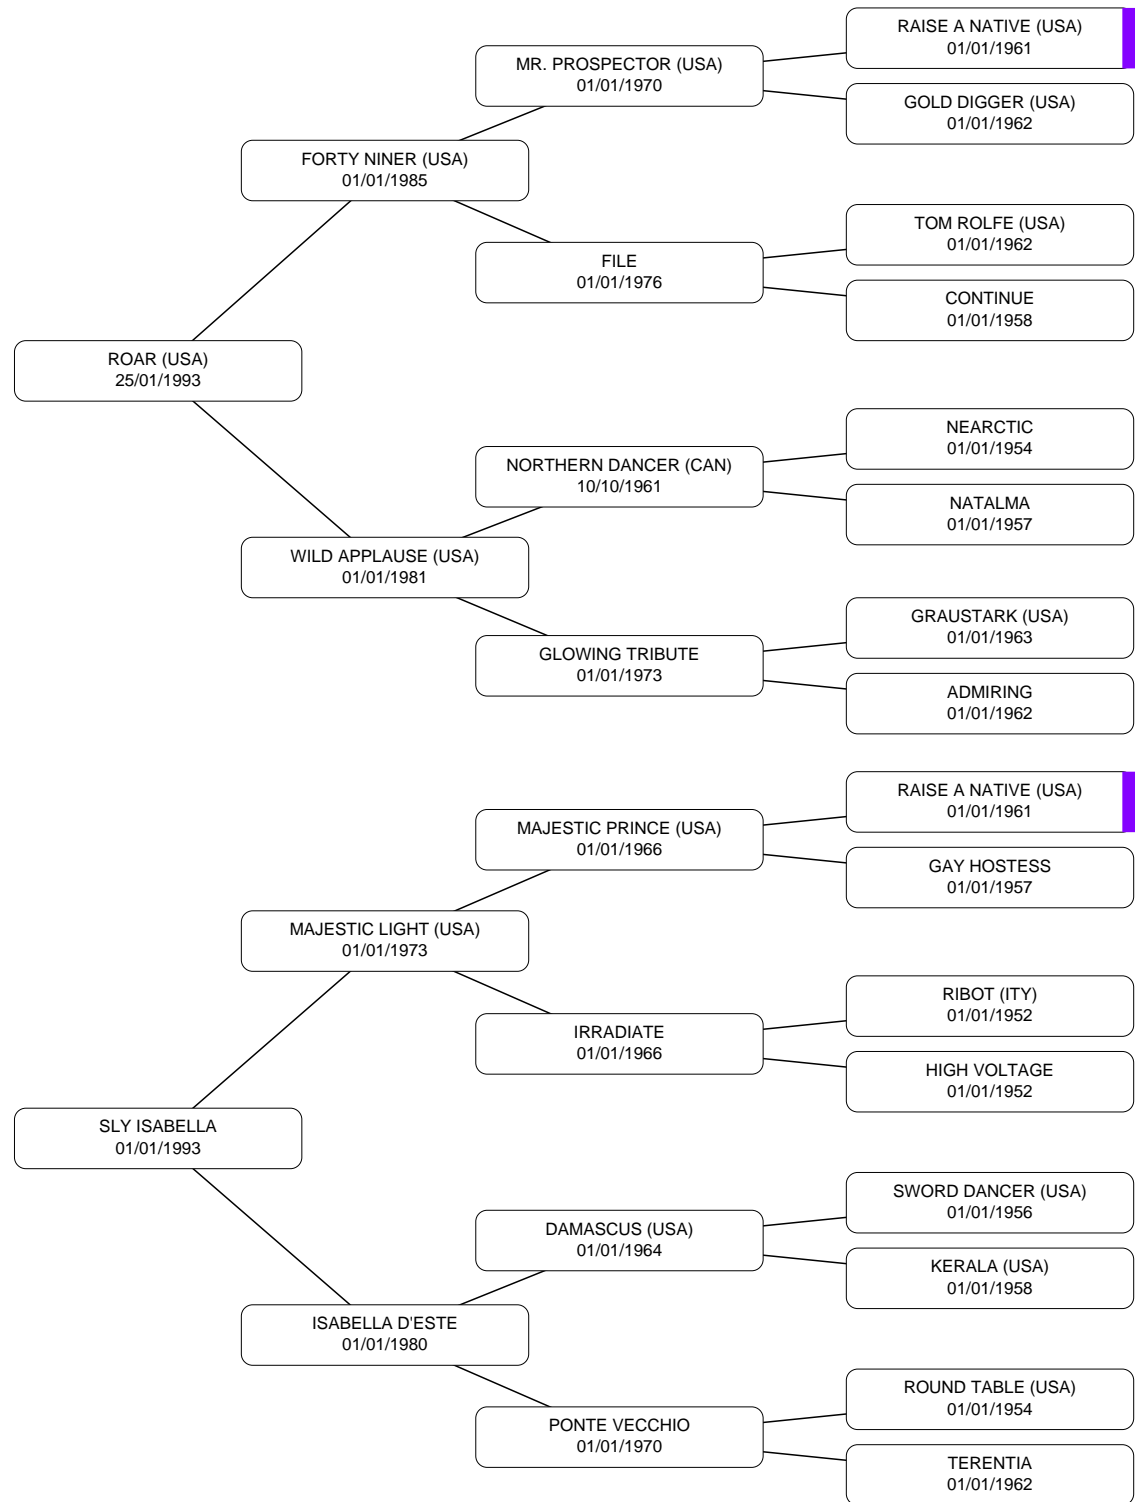 RAISE A NATIVE (USA)
01/01/1961
MR. PROSPECTOR (USA)
01/01/1970
GOLD DIGGER (USA)
01/01/1962
FORTY NINER (USA)
01/01/1985
TOM ROLFE (USA)
01/01/1962
FILE
01/01/1976
CONTINUE
01/01/1958
ROAR (USA)
25/01/1993
NEARCTIC
01/01/1954
NORTHERN DANCER (CAN)
10/10/1961
NATALMA
01/01/1957
WILD APPLAUSE (USA)
01/01/1981
GRAUSTARK (USA)
01/01/1963
GLOWING TRIBUTE
01/01/1973
ADMIRING
01/01/1962
RAISE A NATIVE (USA)
01/01/1961
MAJESTIC PRINCE (USA)
01/01/1966
GAY HOSTESS
01/01/1957
MAJESTIC LIGHT (USA)
01/01/1973
RIBOT (ITY)
01/01/1952
IRRADIATE
01/01/1966
HIGH VOLTAGE
01/01/1952
SLY ISABELLA
01/01/1993
SWORD DANCER (USA)
01/01/1956
DAMASCUS (USA)
01/01/1964
KERALA (USA)
01/01/1958
ISABELLA D'ESTE
01/01/1980
ROUND TABLE (USA)
01/01/1954
PONTE VECCHIO
01/01/1970
TERENTIA
01/01/1962